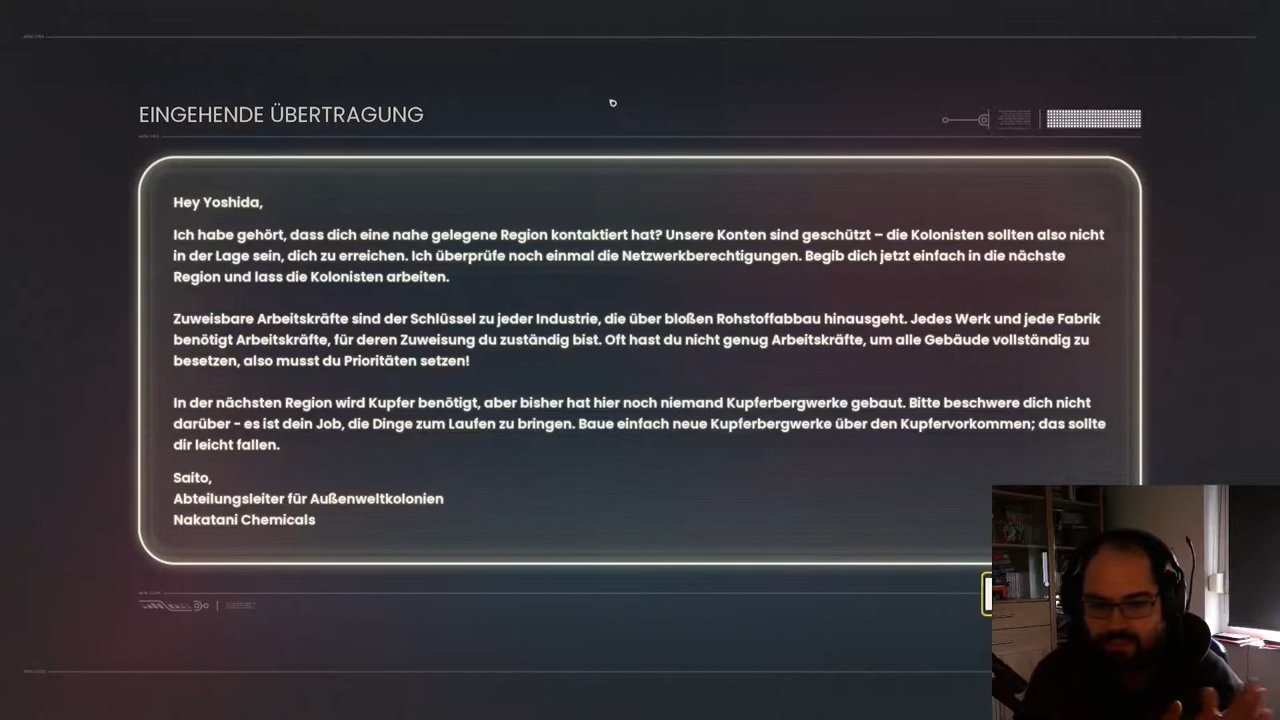 EINGEHENDE ÜBERTRAGUNG
Hey Yoshida,
Ich habe gehört, dass dich eine nahe gelegene Region kontaktiert hat? Unsere Konten sind geschützt – die Kolonisten sollten also nicht
in der Lage sein, dich zu erreichen. Ich überprüfe noch einmal die Netzwerkberechtigungen. Begib dich jetzt einfach in die nächste
Region und lass die Kolonisten arbeiten.
Zuweisbare Arbeitskräfte sind der Schlüssel zu jeder Industrie, die über bloßen Rohstoffabbau hinausgeht. Jedes Werk und jede Fabrik
benötigt Arbeitskräfte, für deren Zuweisung du zuständig bist. Oft hast du nicht genug Arbeitskräfte, um alle Gebäude vollständig zu
besetzen, also musst du Prioritäten setzen!
In der nächsten Region wird Kupfer benötigt, aber bisher hat hier noch niemand Kupferbergwerke gebaut. Bitte beschwere dich nicht
darüber - es ist dein Job, die Dinge zum Laufen zu bringen. Baue einfach neue Kupferbergwerke über den Kupfervorkommen; das sollte
dir leicht fallen.
Saito,
Abteilungsleiter für Außenweltkolonien
Nakatani Chemicals